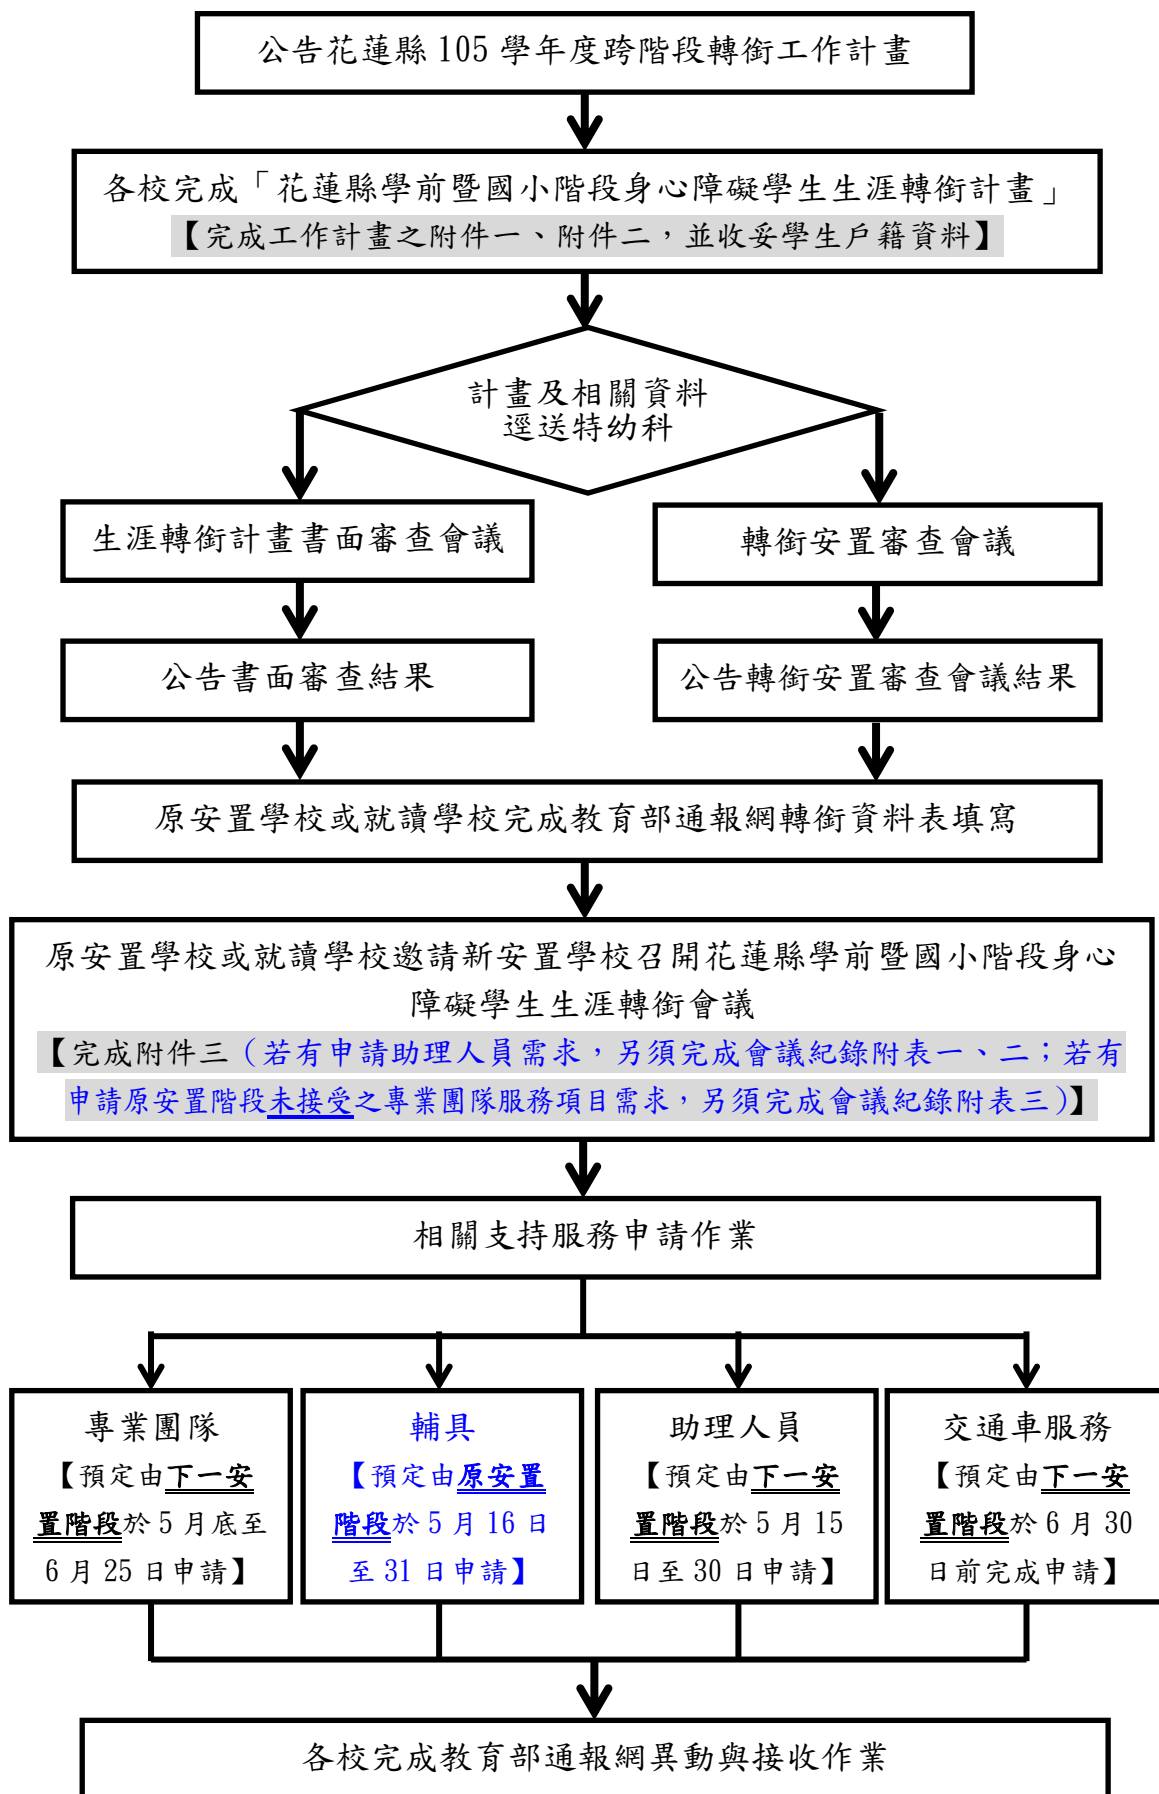 公告花蓮縣 105 學年度跨階段轉銜工作計畫
各校完成「花蓮縣學前暨國小階段身心障礙學生生涯轉銜計畫」
【完成工作計畫之附件一、附件二，並收妥學生戶籍資料】
計畫及相關資料
逕送特幼科
生涯轉銜計畫書面審查會議
轉銜安置審查會議
公告書面審查結果
公告轉銜安置審查會議結果
原安置學校或就讀學校完成教育部通報網轉銜資料表填寫
原安置學校或就讀學校邀請新安置學校召開花蓮縣學前暨國小階段身心
障礙學生生涯轉銜會議
【完成附件三（若有申請助理人員需求，另須完成會議紀錄附表一、二；若有
申請原安置階段未接受之專業團隊服務項目需求，另須完成會議紀錄附表三）】
相關支持服務申請作業
專業團隊
【預定由下一安
置階段於 5 月底至
6 月 25 日申請】
輔具
【預定由原安置
階段於 5 月 16 日
至 31 日申請】
助理人員
【預定由下一安
置階段於 5 月 15
日至 30 日申請】
交通車服務
【預定由下一安
置階段於 6 月 30
日前完成申請】
各校完成教育部通報網異動與接收作業